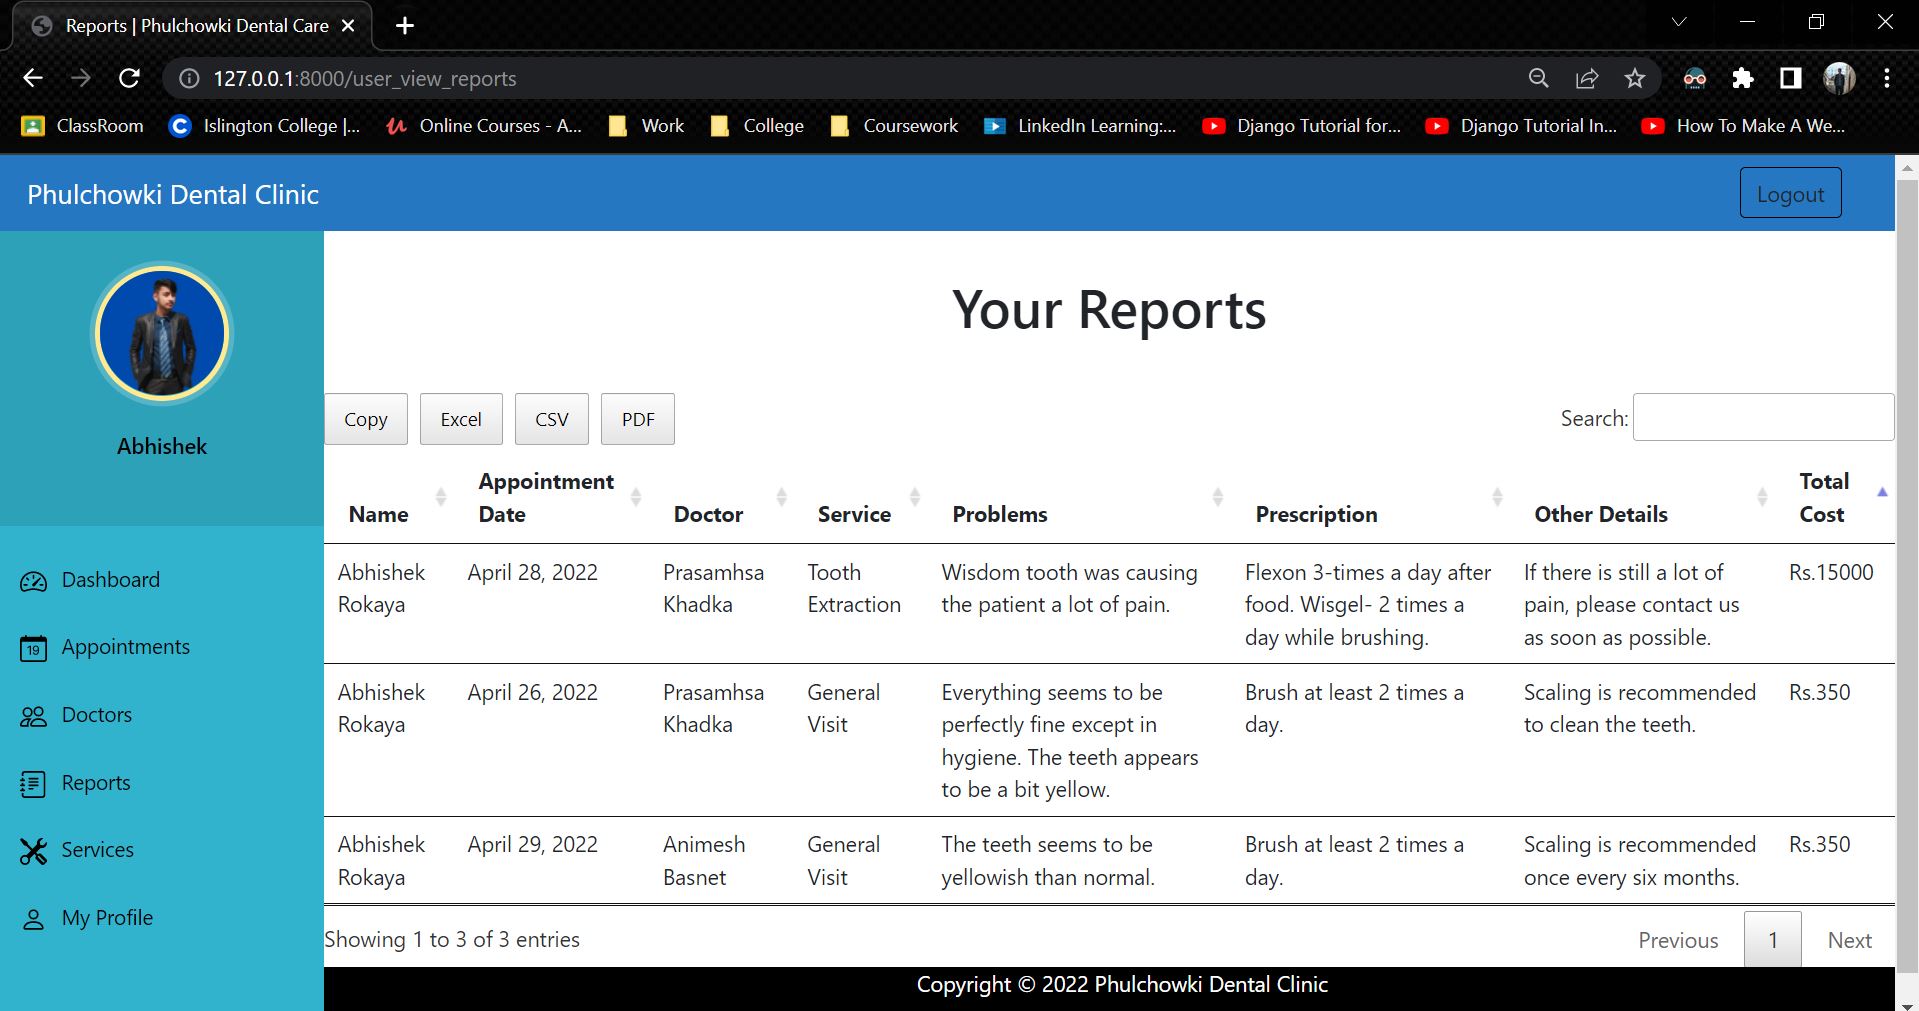 Reports | Phulchowki Dental Care
127.0.0.1:8000/user_view_reports
ClassRoom
Islington College |...
Online Courses - A...
Work
College
Coursework
LinkedIn Learning:...
Django Tutorial for...
Django Tutorial In...
How To Make A We...
Phulchowki Dental Clinic
Logout
Abhishek
Dashboard
19
Appointments
Doctors
Reports
Services
My Profile
Your Reports
Copy
Excel
CSV
PDF
Search:
Name
Appointment
Date
Doctor
Service
Problems
Prescription
Other Details
Total
Cost
Abhishek
Rokaya
April 28, 2022
Prasamhsa
Khadka
Tooth
Extraction
Wisdom tooth was causing
the patient a lot of pain.
Flexon 3-times a day after
food. Wisgel- 2 times a
day while brushing.
If there is still a lot of
pain, please contact us
as soon as possible.
Rs.15000
Abhishek
Rokaya
April 26, 2022
Prasamhsa
Khadka
General
Visit
Everything seems to be
perfectly fine except in
hygiene. The teeth appears
to be a bit yellow.
Brush at least 2 times a
day.
Scaling is recommended
to clean the teeth.
Rs.350
Abhishek
Rokaya
April 29, 2022
Animesh
Basnet
General
Visit
The teeth seems to be
yellowish than normal.
Brush at least 2 times a
day.
Scaling is recommended
once every six months.
Rs.350
Showing 1 to 3 of 3 entries
Previous
1
Next
Copyright © 2022 Phulchowki Dental Clinic